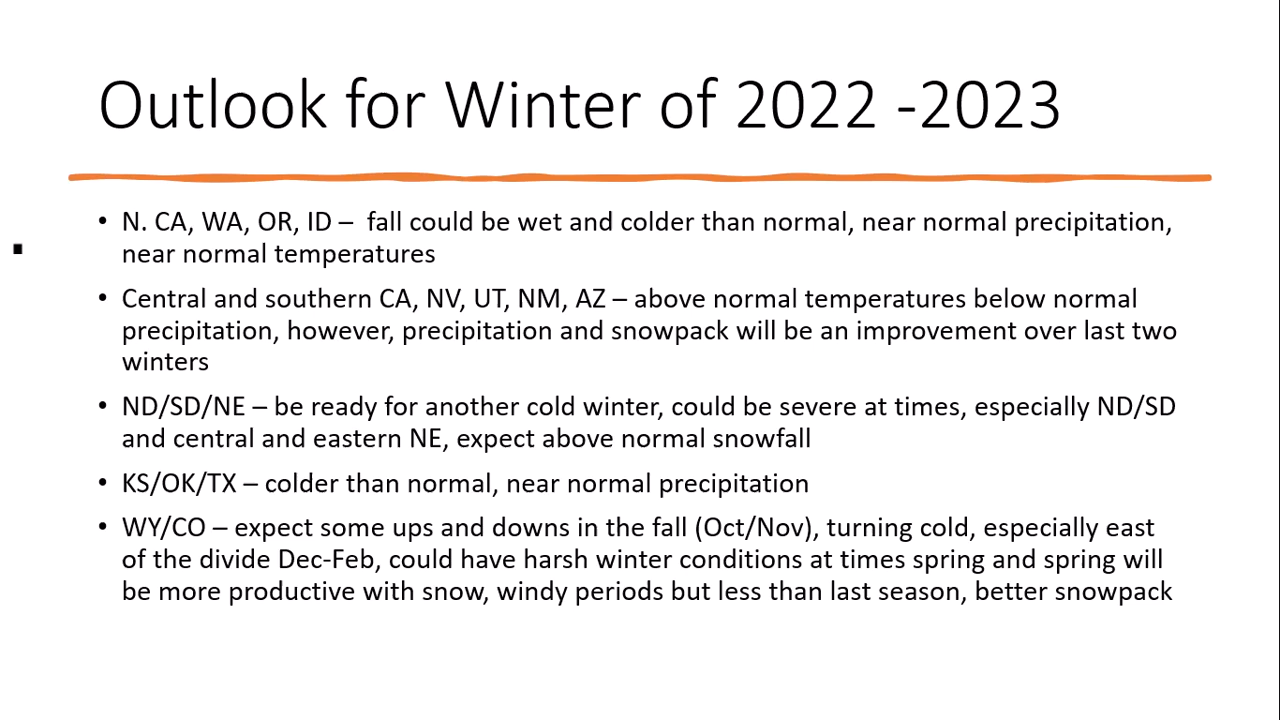 Outlook for Winter of 2022 -2023
• N. CA, WA, OR, ID –  fall could be wet and colder than normal, near normal precipitation,
near normal temperatures
• Central and southern CA, NV, UT, NM, AZ – above normal temperatures below normal
precipitation, however, precipitation and snowpack will be an improvement over last two
winters
• ND/SD/NE – be ready for another cold winter, could be severe at times, especially ND/SD
and central and eastern NE, expect above normal snowfall
• KS/OK/TX – colder than normal, near normal precipitation
• WY/CO – expect some ups and downs in the fall (Oct/Nov), turning cold, especially east
of the divide Dec-Feb, could have harsh winter conditions at times spring and spring will
be more productive with snow, windy periods but less than last season, better snowpack